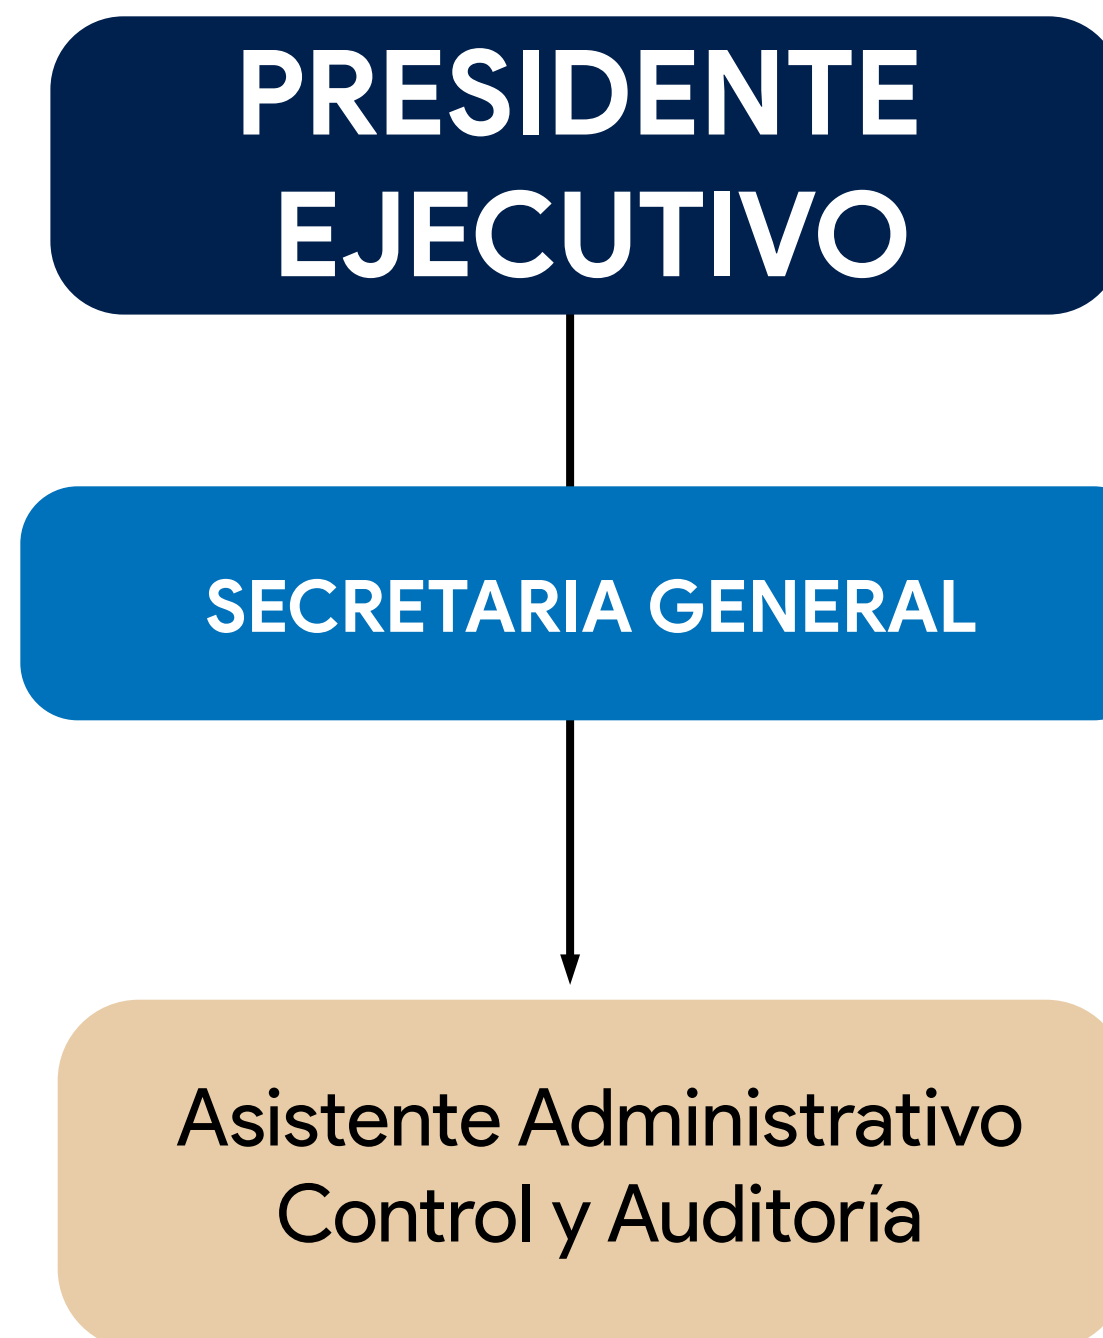 PRESIDENTE
EJECUTIVO
SECRETARIA GENERAL
Asistente Administrativo
Control y Auditoría